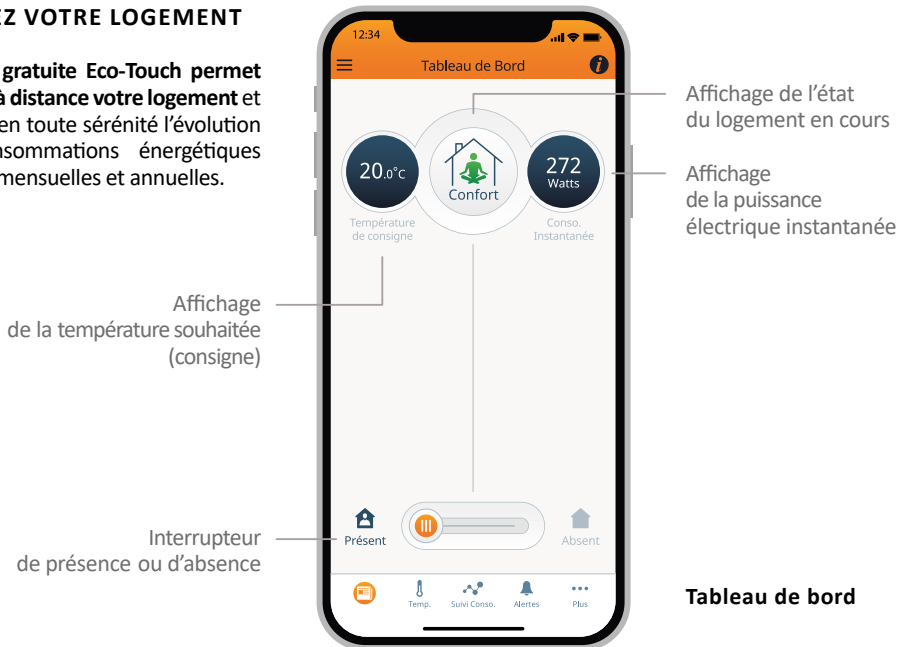 EZ VOTRE LOGEMENT
gratuite Eco-Touch permet
à distance votre logement et
en toute sérénité l'évolution
nsommations énergétiques
mensuelles et annuelles.
12:34
Tableau de Bord
i
Affichage de l'état
du logement en cours
Affichage
de la puissance
électrique instantanée
20.0°C
Confort
272
Watts
Température
de consigne
Conso.
Instantanée
Affichage
de la température souhaitée
(consigne)
Interrupteur
de présence ou d'absence
Présent
Absent
Temp.
Suivi Conso.
Alertes
Plus
Tableau de bord